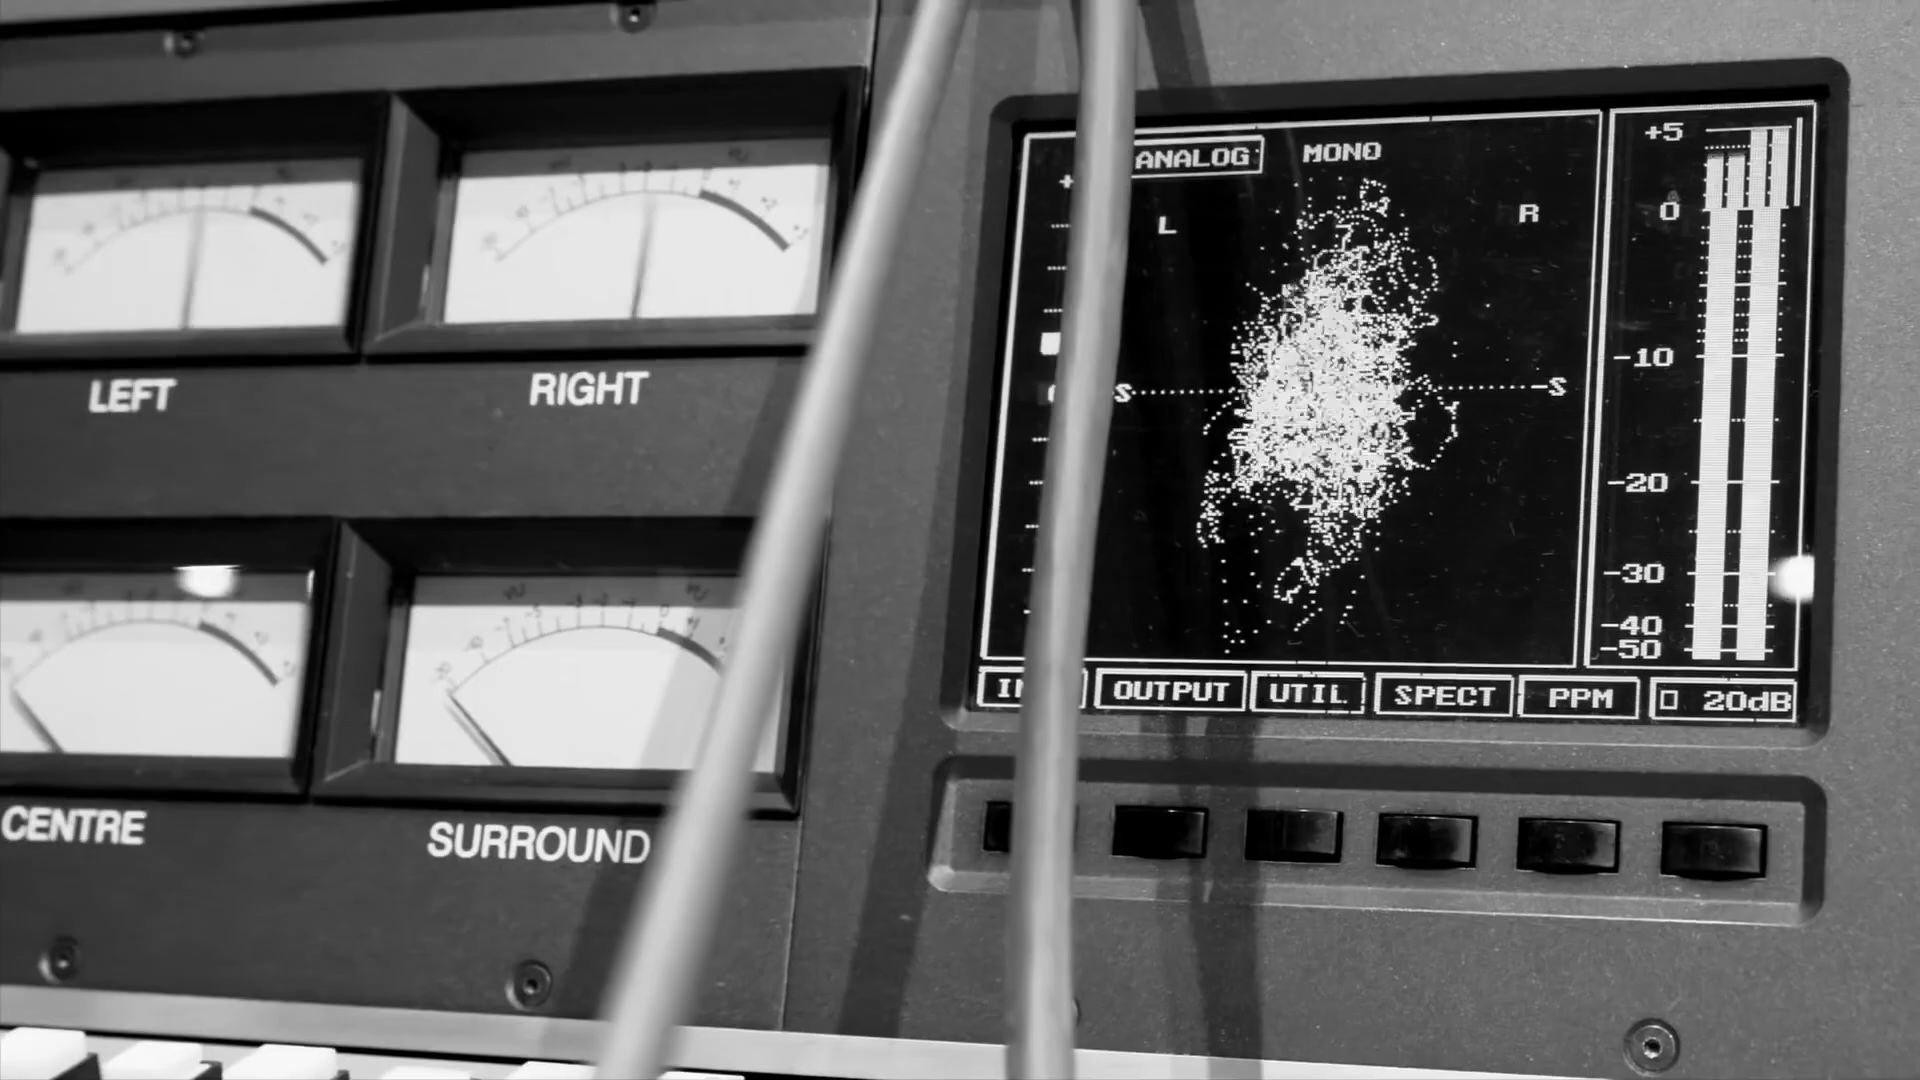 LEFT
RIGHT
CENTRE
SURROUND
ANALOG
MONO
L
R
S
-S
+5
0
-10
-20
-30
-40
-50
OUTPUT
UTIL
SPECT
PPM
20dB